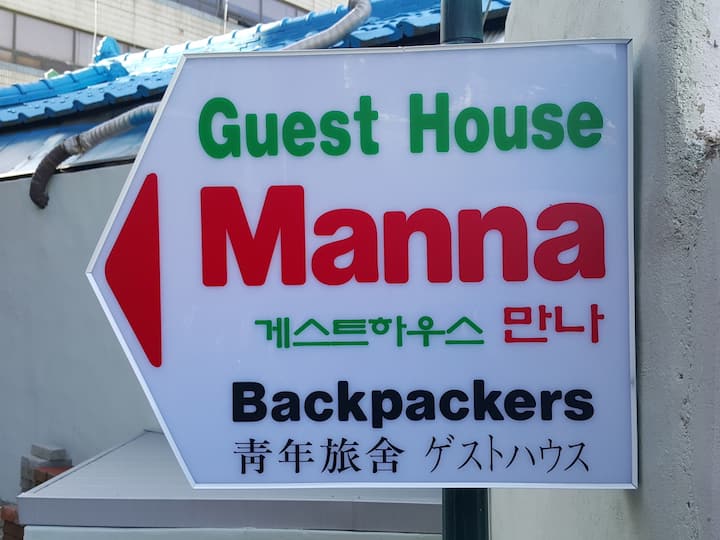 Guest House
Manna
게스트하우스 만나
Backpackers
靑年旅舍 ゲストハウス